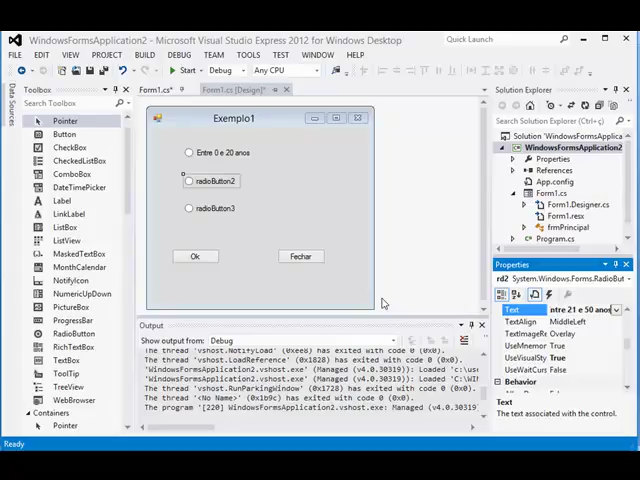 WindowsFormsApplication2 - Microsoft Visual Studio Express 2012 for Windows Desktop
Quick Launch
FILE EDIT VIEW PROJECT BUILD DEBUG TEAM TOOLS TEST WINDOW HELP
Start Debug Any CPU
Data Sources
Toolbox
Search Toolbox
Pointer
Button
CheckBox
CheckedListBox
ComboBox
DateTimePicker
Label
LinkLabel
ListBox
ListView
MaskedTextBox
MonthCalendar
NotifyIcon
NumericUpDown
PictureBox
ProgressBar
RadioButton
RichTextBox
TextBox
ToolTip
TreeView
WebBrowser
Containers
Pointer
Form1.cs*
Form1.cs [Design]*
Exemplo1
Entre 0 e 20 anos
radioButton2
radioButton3
Ok
Fechar
Output
Show output from: Debug
The thread 'vshost.NotifyLoad' (0xee8) has exited with code 0 (0x0).
The thread 'vshost.LoadReference' (0x1828) has exited with code 0 (0x0).
'WindowsFormsApplication2.vshost.exe' (Managed (v4.0.30319)): Loaded 'c:\use
'WindowsFormsApplication2.vshost.exe' (Managed (v4.0.30319)): Loaded 'C:\WIN
The thread 'vshost.RunParkingWindow' (0x1728) has exited with code 0 (0x0).
The thread '<No Name>' (0x1b9c) has exited with code 0 (0x0).
The program '[220] WindowsFormsApplication2.vshost.exe: Managed (v4.0.30319)
Solution Explorer
Search Solution Explorer (Ctrl+ç)
Solution 'WindowsFormsApplica
WindowsFormsApplication2
Properties
References
App.config
Form1.cs
Form1.Designer.cs
Form1.resx
frmPrincipal
Program.cs
Properties
rd2 System.Windows.Forms.RadioBut
Text ntre 21 e 50 anos
TextAlign MiddleLeft
TextImageRe Overlay
UseMnemor True
UseVisualSty True
UseWaitCurs False
Behavior
Text
The text associated with the control.
Ready